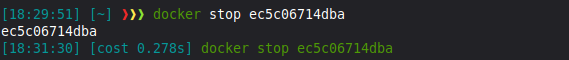 [18:29:51] [~] ❯❯❯ docker stop ec5c06714dba
ec5c06714dba
[18:31:30] [cost 0.278s] docker stop ec5c06714dba